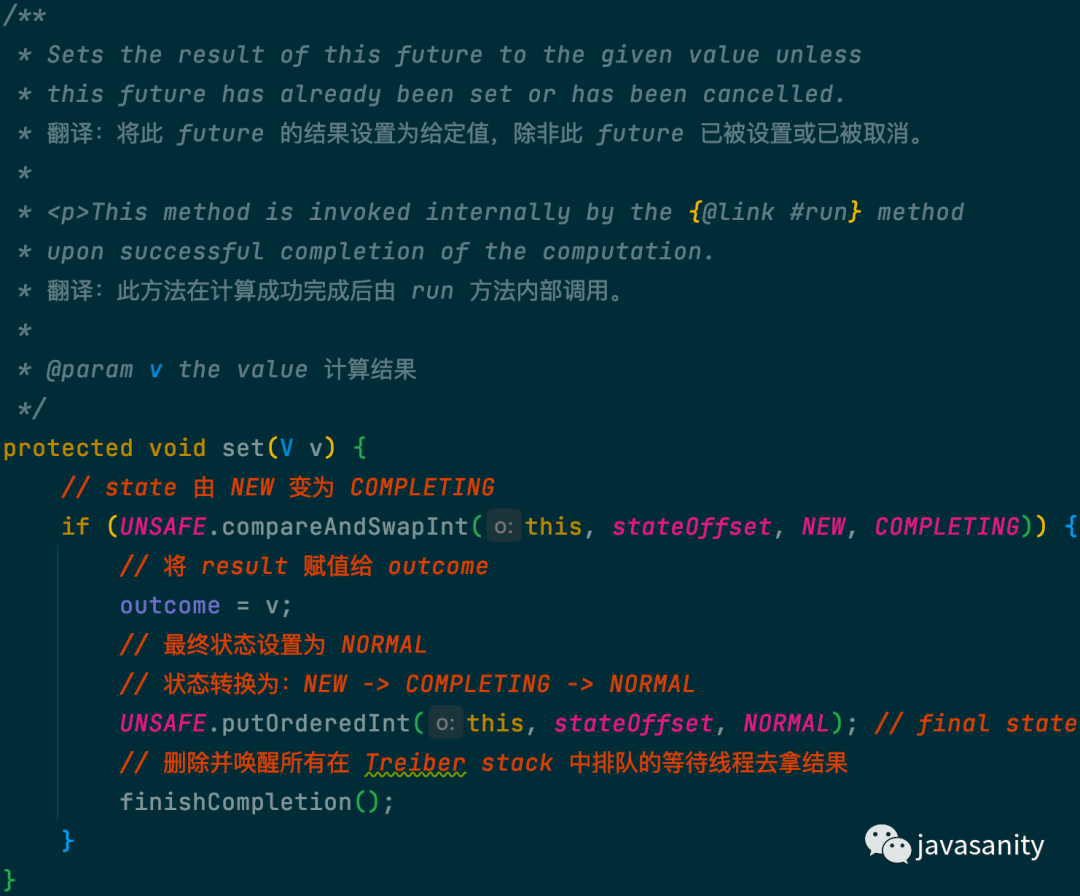 /**
 * Sets the result of this future to the given value unless
 * this future has already been set or has been cancelled.
 * 翻译：将此 future 的结果设置为给定值，除非此 future 已被设置或已被取消。
 *
 * <p>This method is invoked internally by the {@link #run} method
 * upon successful completion of the computation.
 * 翻译：此方法在计算成功完成后由 run 方法内部调用。
 *
 * @param v the value 计算结果
 */
protected void set(V v) {
    // state 由 NEW 变为 COMPLETING
    if (UNSAFE.compareAndSwapInt( o: this, stateOffset, NEW, COMPLETING)) {
        // 将 result 赋值给 outcome
        outcome = v;
        // 最终状态设置为 NORMAL
        // 状态转换为：NEW -> COMPLETING -> NORMAL
        UNSAFE.putOrderedInt( o: this, stateOffset, NORMAL); // final state
        // 删除并唤醒所有在 Treiber stack 中排队的等待线程去拿结果
        finishCompletion();
    }
}
javasanity